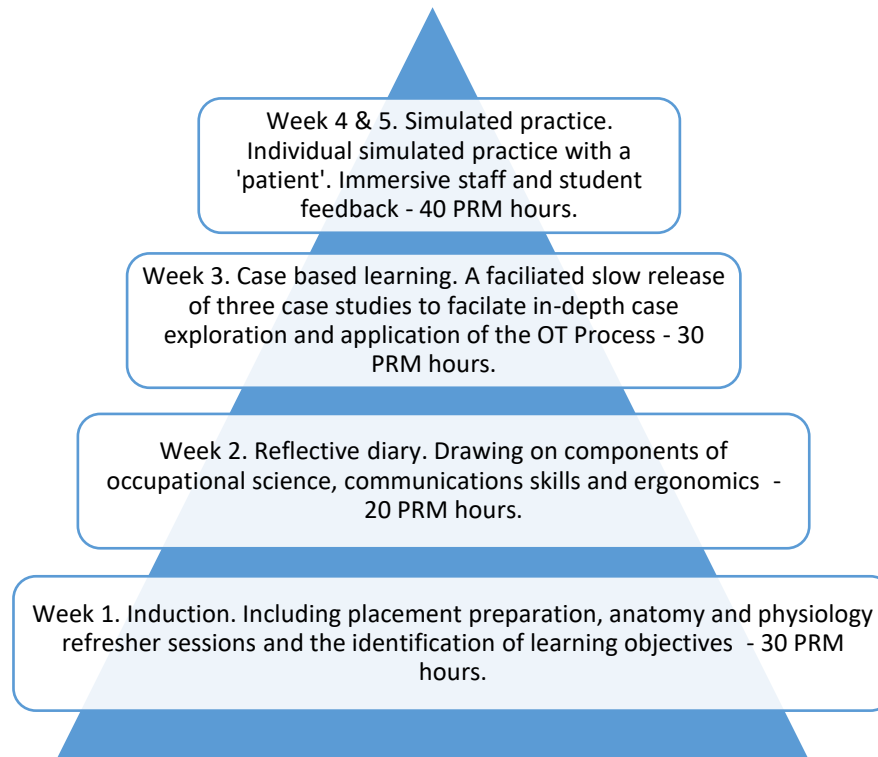 Week 4 & 5. Simulated practice.
Individual simulated practice with a
'patient'. Immersive staff and student
feedback - 40 PRM hours.
Week 3. Case based learning. A faciliated slow release
of three case studies to facilate in-depth case
exploration and application of the OT Process - 30
PRM hours.
Week 2. Reflective diary. Drawing on components of
occupational science, communications skills and ergonomics -
20 PRM hours.
Week 1. Induction. Including placement preparation, anatomy and physiology
refresher sessions and the identification of learning objectives - 30 PRM
hours.